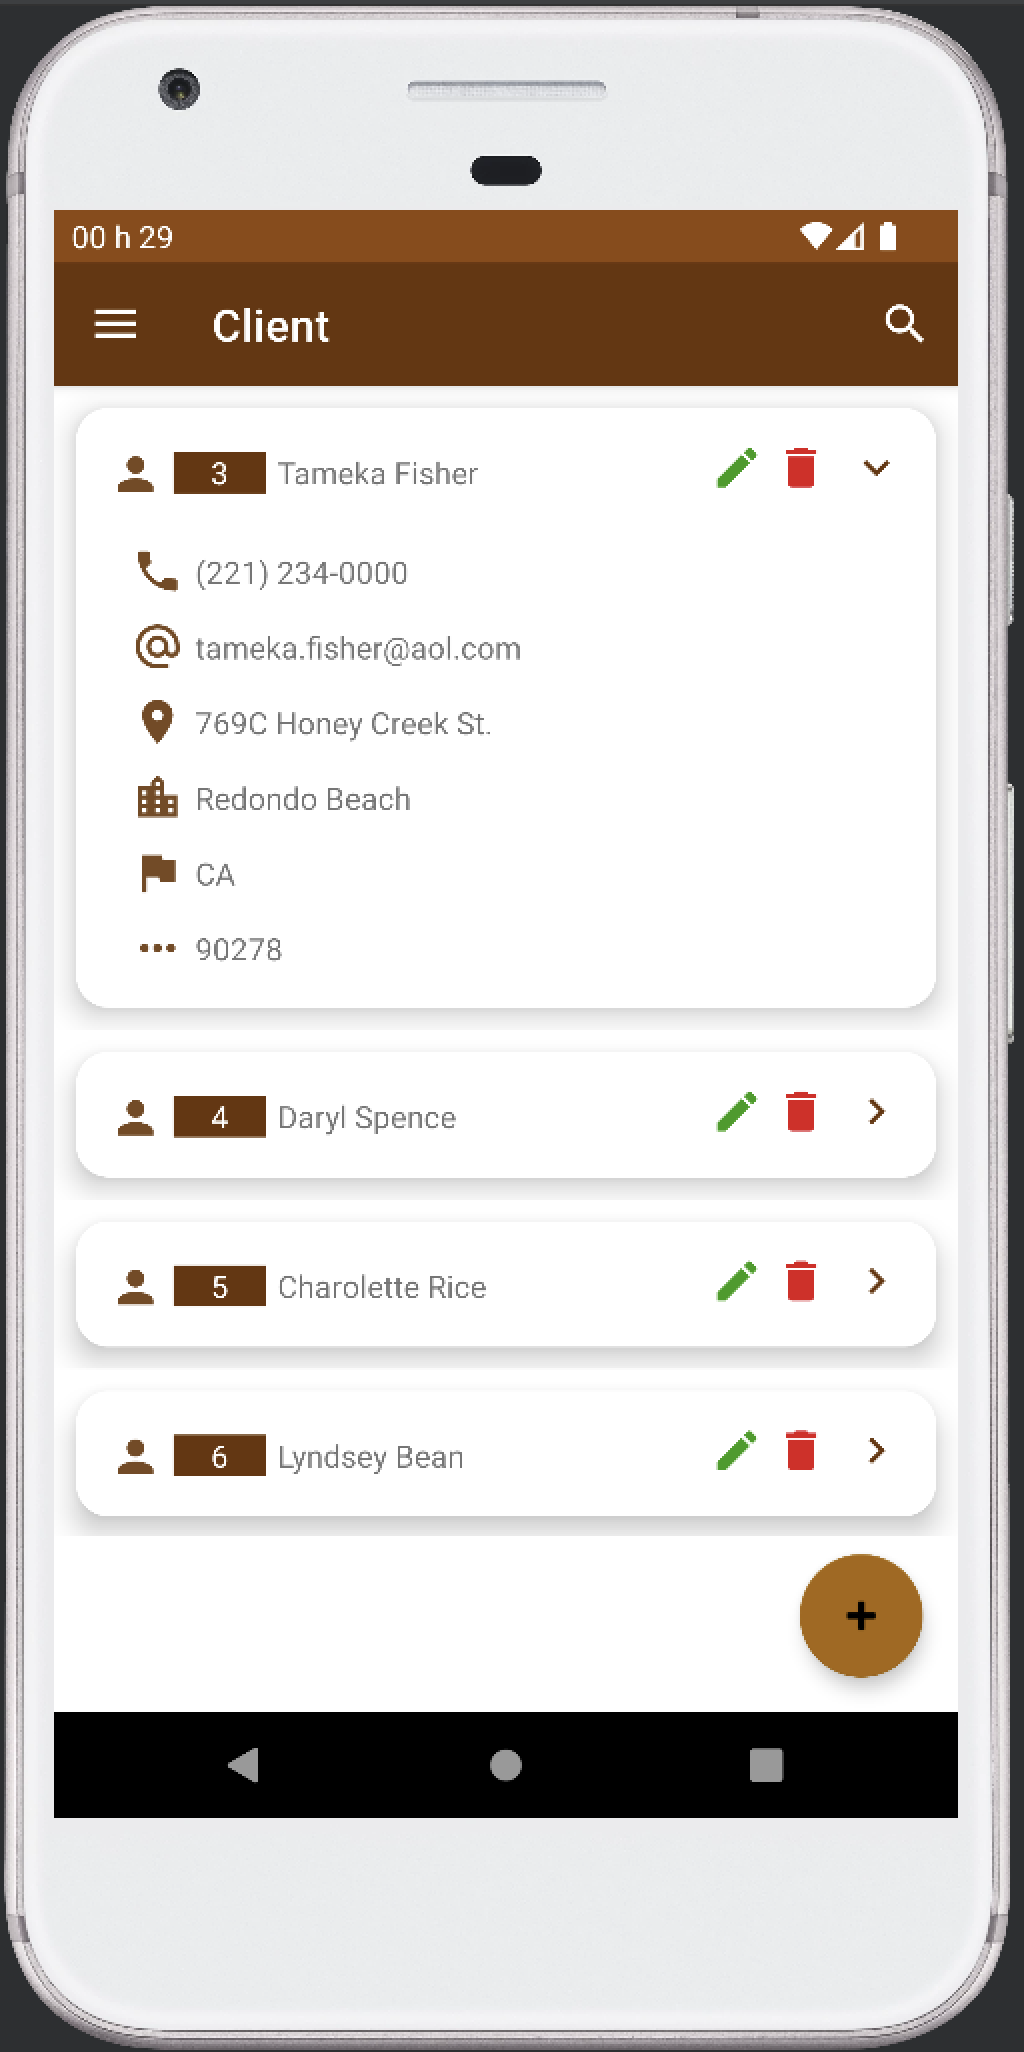 00 h 29
Client
3 Tameka Fisher
(221) 234-0000
tameka.fisher@aol.com
769C Honey Creek St.
Redondo Beach
CA
90278
4 Daryl Spence
5 Charolette Rice
6 Lyndsey Bean